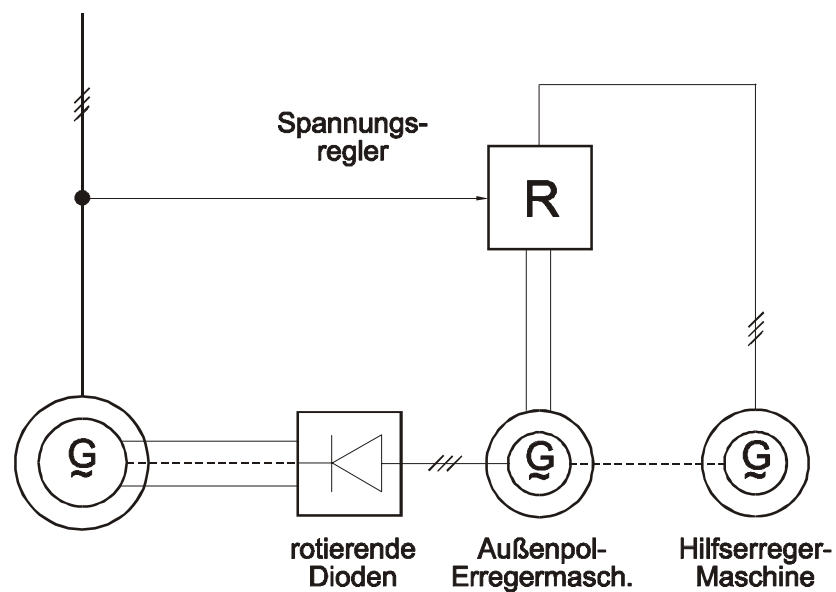 Spannungs-
regler
R
G
~
G
~
G
~
rotierende
Dioden
Außenpol-
Erregermasch.
Hilfserreger-
Maschine